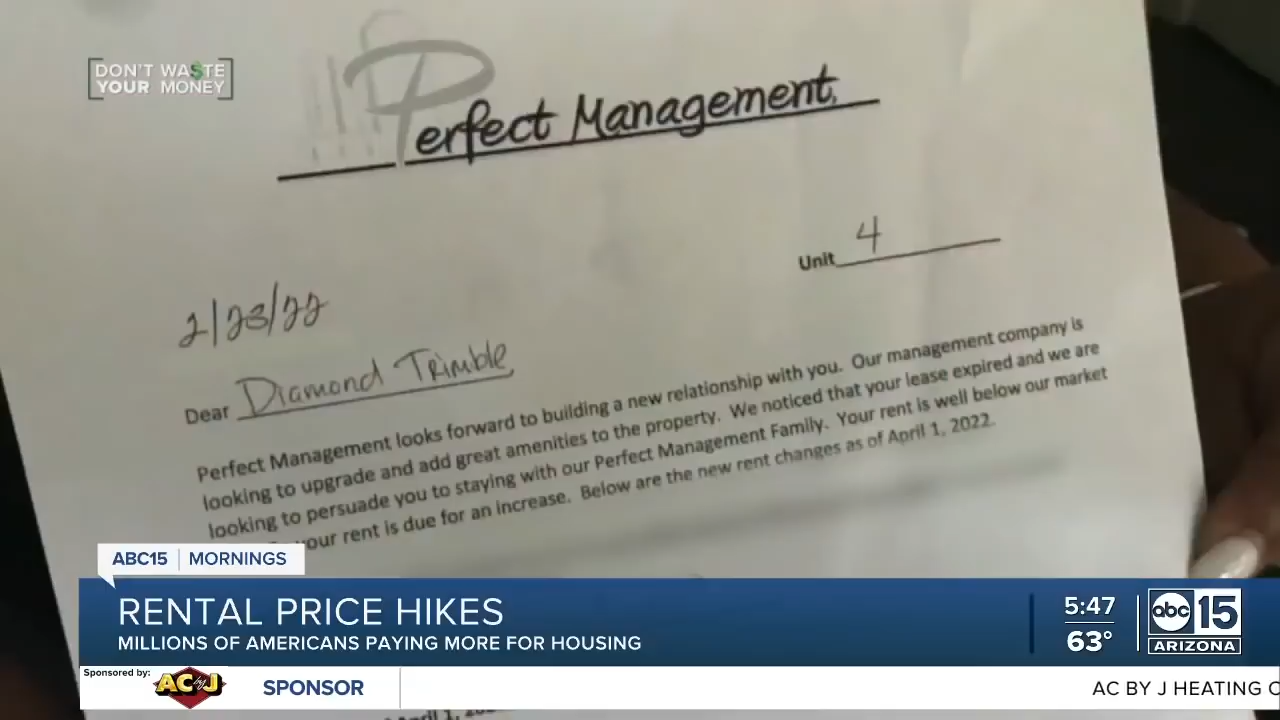 DON'T WASTE
YOUR MONEY
Perfect Management.
Unit 4
2/23/22
Dear Diamond Trimble
Perfect Management looks forward to building a new relationship with you. Our management company is
looking to upgrade and add great amenities to the property. We noticed that your lease expired and we are
looking to persuade you to staying with our Perfect Management Family. Your rent is well below our market
your rent is due for an increase. Below are the new rent changes as of April 1, 2022.
ABC15 MORNINGS
RENTAL PRICE HIKES
MILLIONS OF AMERICANS PAYING MORE FOR HOUSING
5:47
63°
abc 15
ARIZONA
Sponsored by:
AC by J
SPONSOR
AC BY J HEATING
April 1,